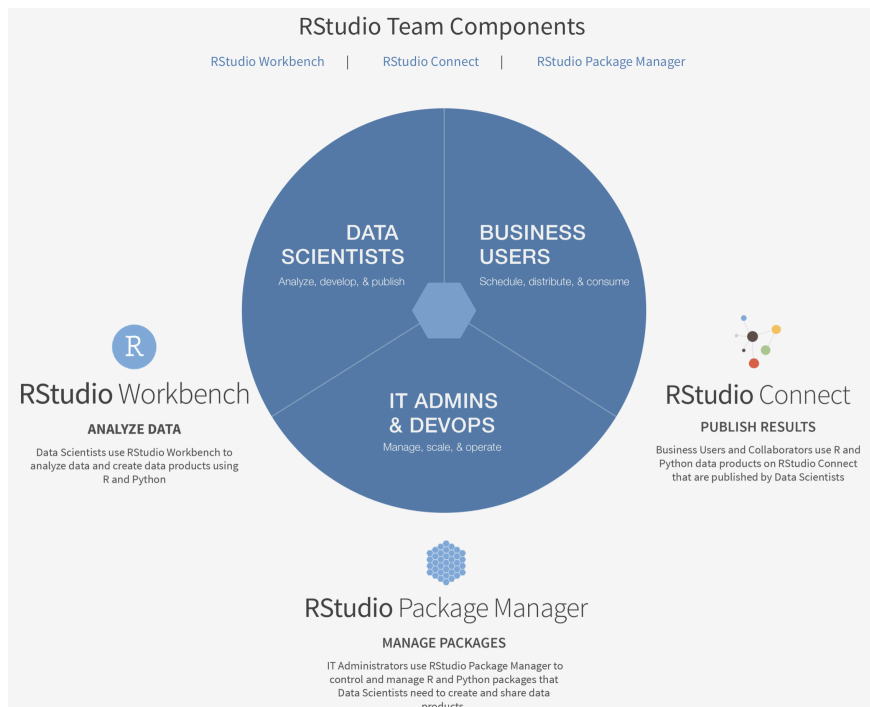 RStudio Team Components
RStudio Workbench | RStudio Connect | RStudio Package Manager
DATA
SCIENTISTS
Analyze, develop, & publish
BUSINESS
USERS
Schedule, distribute, & consume
IT ADMINS
& DEVOPS
Manage, scale, & operate
R
RStudio Workbench
ANALYZE DATA
Data Scientists use RStudio Workbench to
analyze data and create data products using
R and Python
RStudio Connect
PUBLISH RESULTS
Business Users and Collaborators use R and
Python data products on RStudio Connect
that are published by Data Scientists
RStudio Package Manager
MANAGE PACKAGES
IT Administrators use RStudio Package Manager to
control and manage R and Python packages that
Data Scientists need to create and share data
products